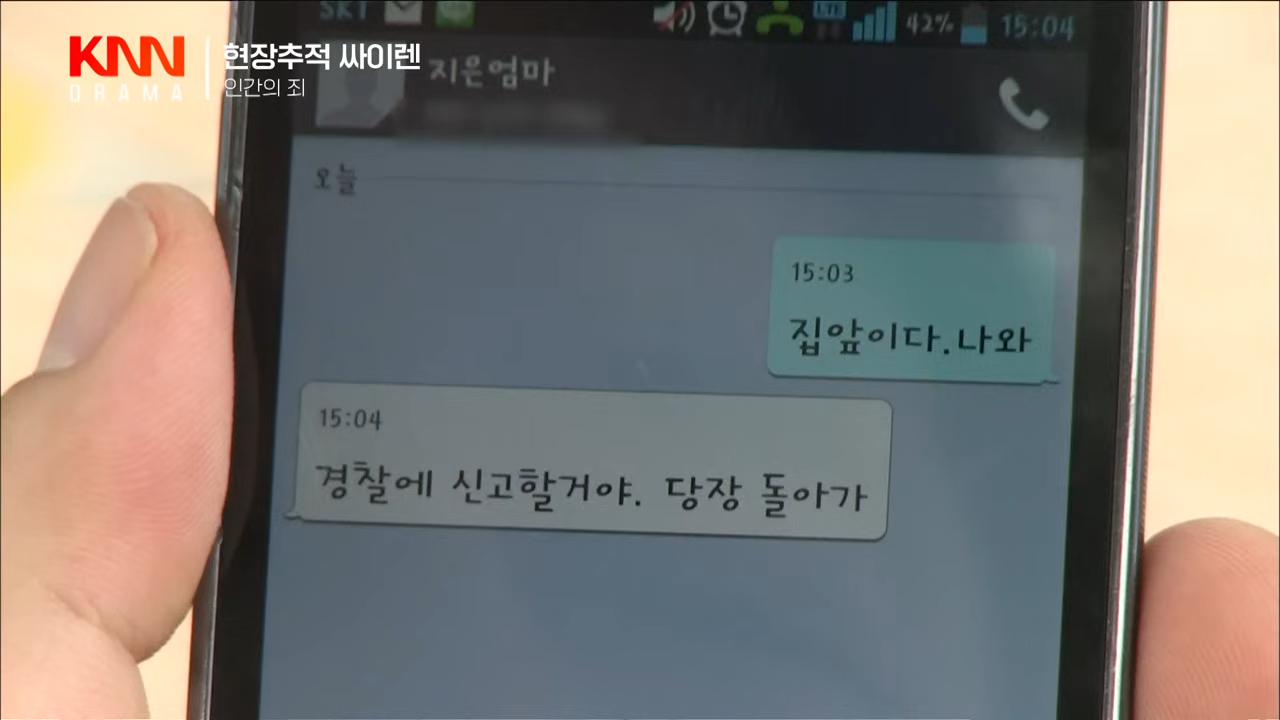 SKT LTE 42% 15:04
KNN
DRAMA
현장추적 싸이렌
인간의 죄
지은엄마
오늘
15:03
집앞이다.나와
15:04
경찰에 신고할거야. 당장 돌아가